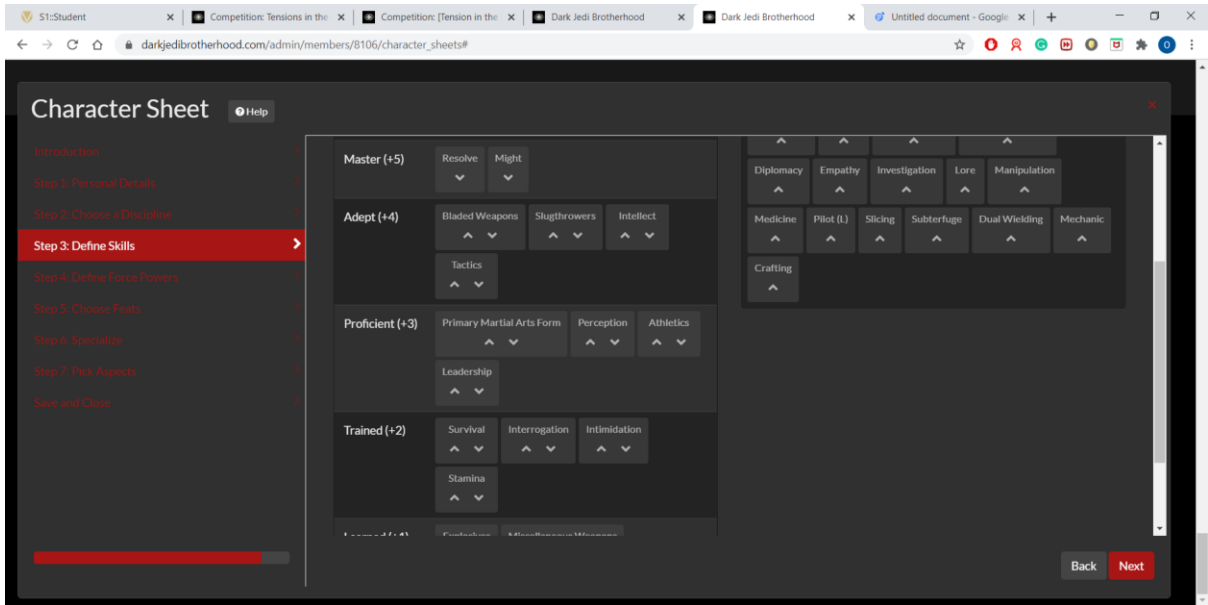 S1::Student
Competition: Tensions in the
Competition: [Tension in the
Dark Jedi Brotherhood
Dark Jedi Brotherhood
Untitled document - Google
darkjedibrotherhood.com/admin/members/8106/character_sheets#
Character Sheet
Help
Introduction
Step 1: Personal Details
Step 2: Choose a Discipline
Step 3: Define Skills
Step 4: Define Force Powers
Step 5: Choose Feats
Step 6: Specialize
Step 7: Pick Aspects
Save and Close
Master (+5)
Resolve Might
Adept (+4)
Bladed Weapons Slugthrowers Intellect
Tactics
Proficient (+3)
Primary Martial Arts Form Perception Athletics
Leadership
Trained (+2)
Survival Interrogation Intimidation
Stamina
Learned (+1)
Explosives Miscellaneous Weapons
Diplomacy Empathy Investigation Lore Manipulation
Medicine Pilot (L) Slicing Subterfuge Dual Wielding Mechanic
Crafting
Back Next